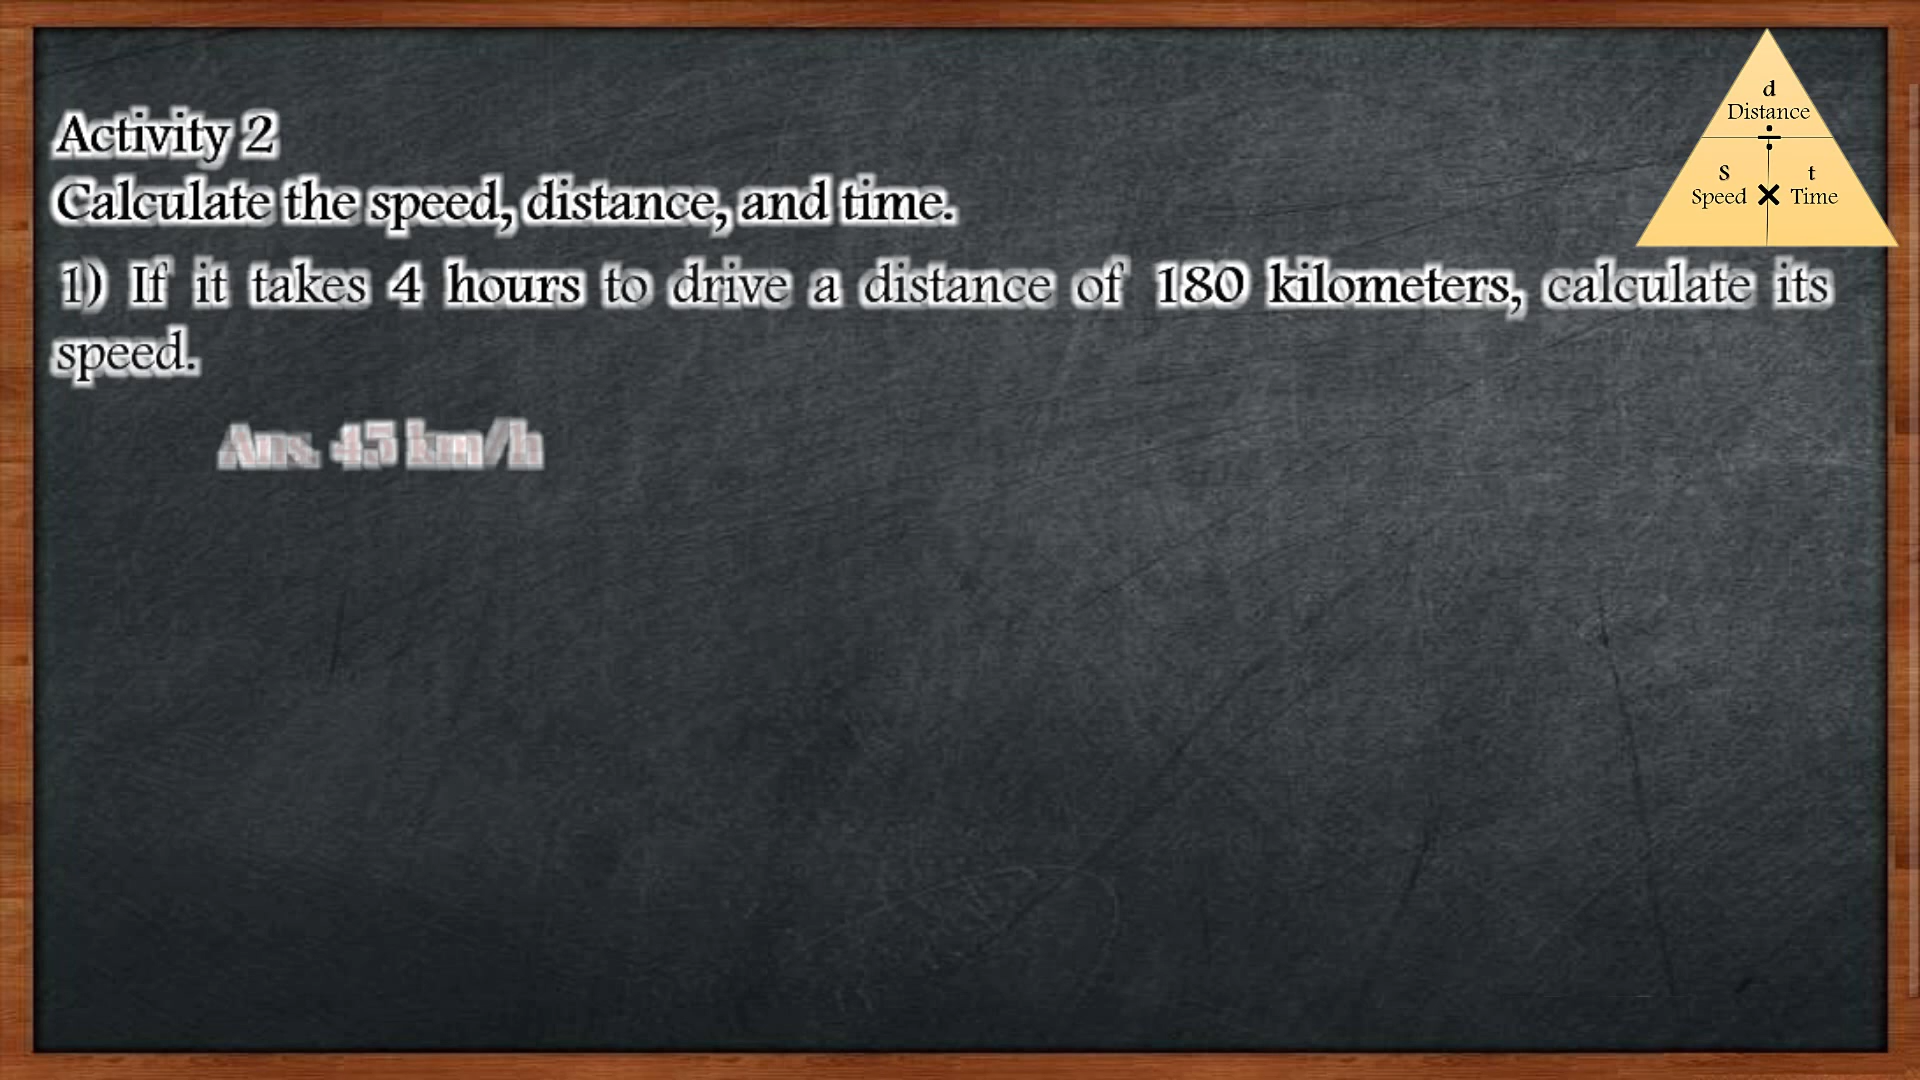 d
Distance
÷
S t
Speed × Time
Activity 2
Calculate the speed, distance, and time.
1) If it takes 4 hours to drive a distance of 180 kilometers, calculate its
speed.
Ans. 45 km/h